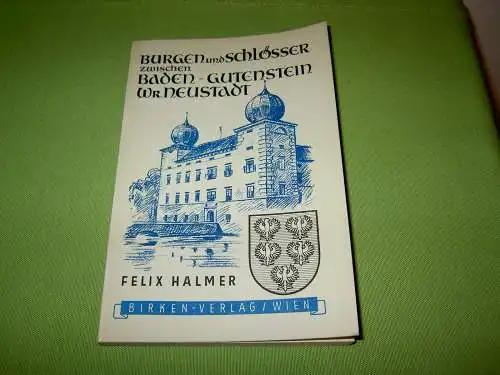 BURGEN und SCHLÖSSER
ZWISCHEN
BADEN - GUTENSTEIN
WR NEUSTADT
FELIX HALMER
BIRKEN-VERLAG / WIEN